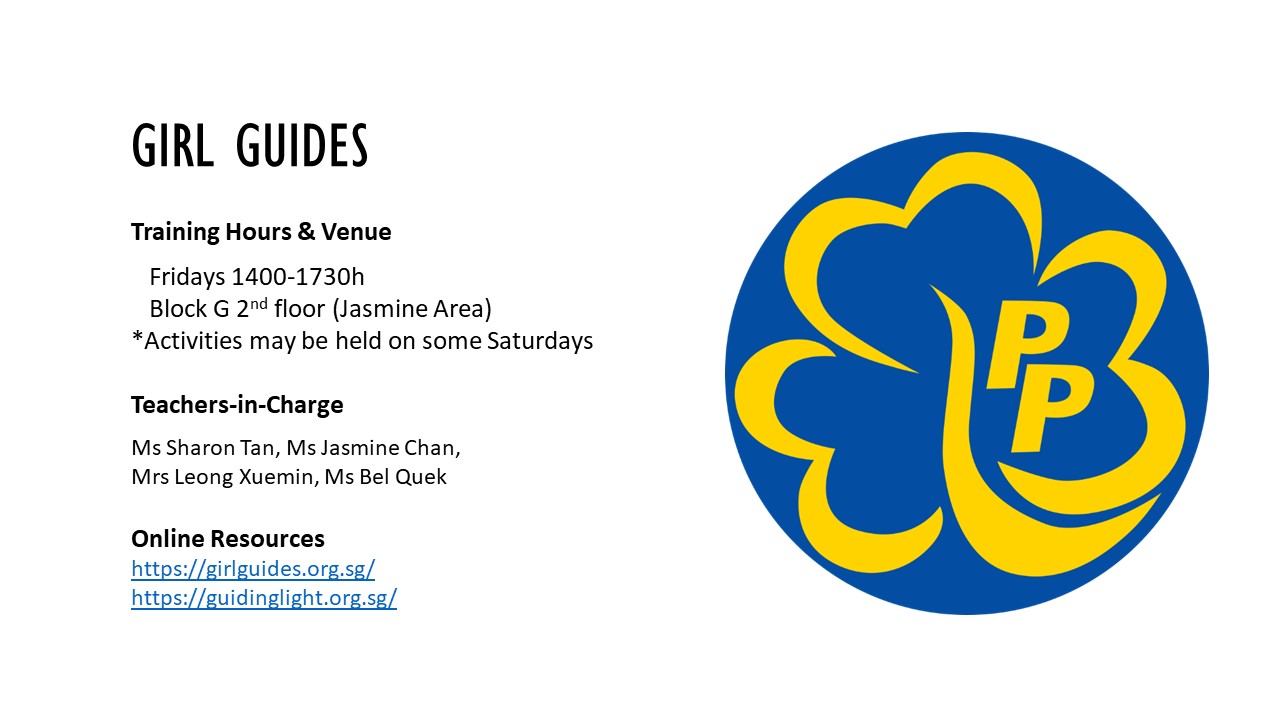 GIRL GUIDES
Training Hours & Venue
Fridays 1400-1730h
Block G 2nd floor (Jasmine Area)
*Activities may be held on some Saturdays
Teachers-in-Charge
Ms Sharon Tan, Ms Jasmine Chan,
Mrs Leong Xuemin, Ms Bel Quek
Online Resources
https://girlguides.org.sg/
https://guidinglight.org.sg/
P
P